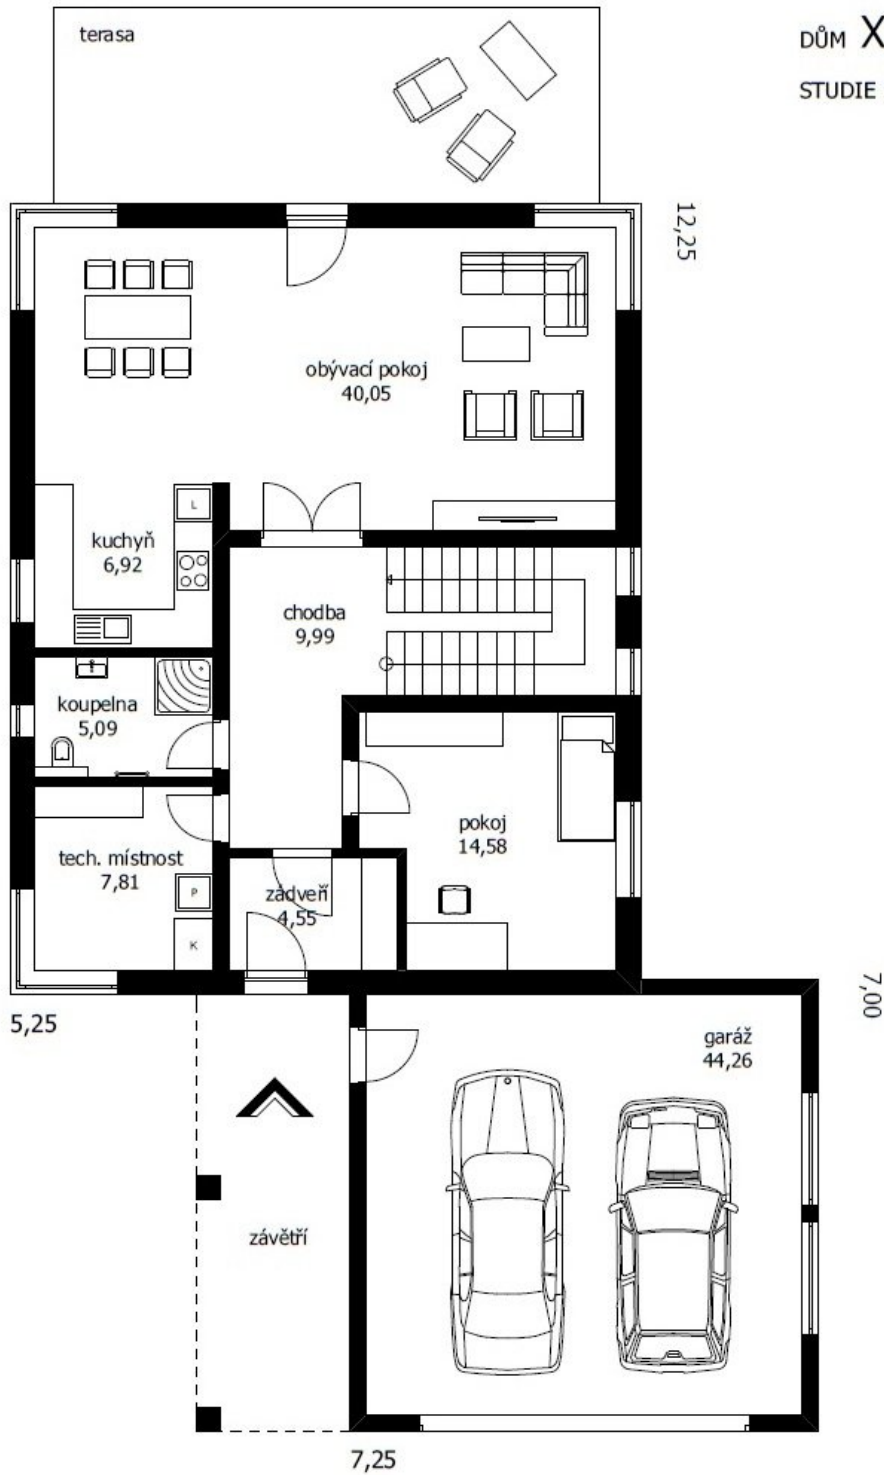 terasa
DŮM X
STUDIE
12,25
obývací pokoj
40,05
L
kuchyň
6,92
chodba
9,99
koupelna
5,09
pokoj
14,58
tech. místnost
7,81
P
zádveří
4,55
K
5,25
7,00
garáž
44,26
závětří
7,25